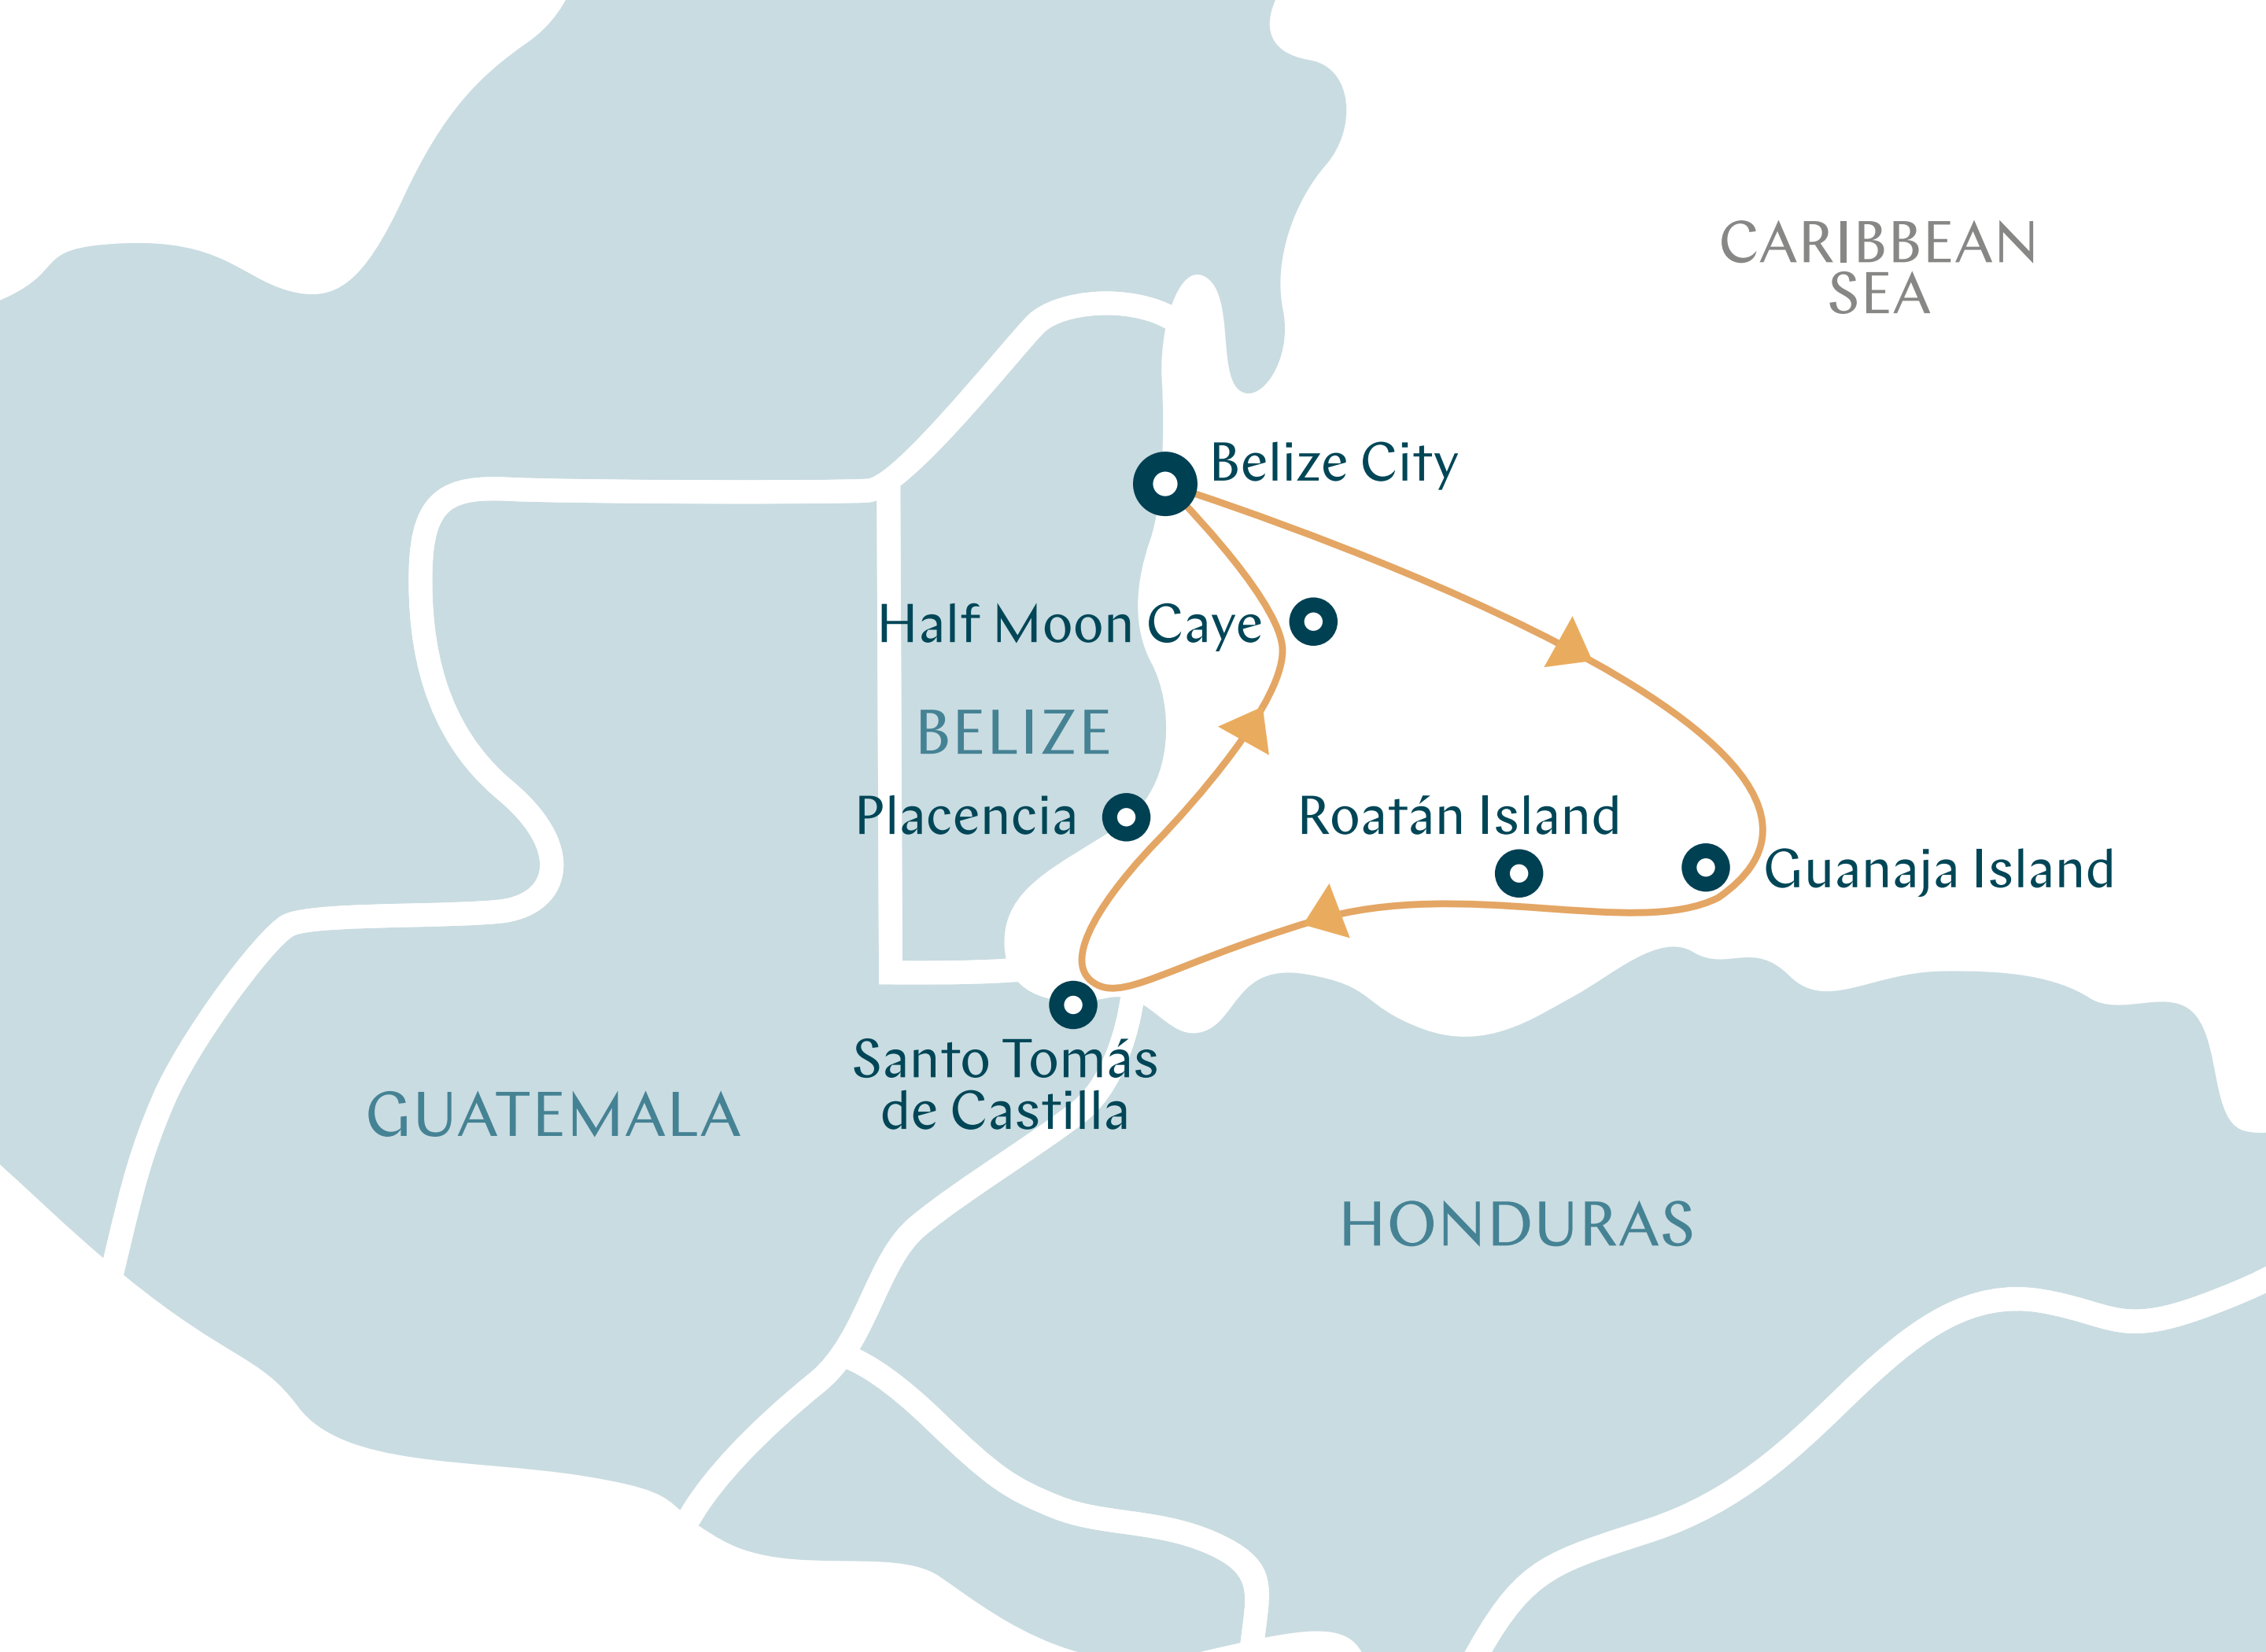 CARIBBEAN
SEA
Belize City
Half Moon Caye
BELIZE
Placencia
Roatán Island
Guanaja Island
Santo Tomás
de Castilla
GUATEMALA
HONDURAS